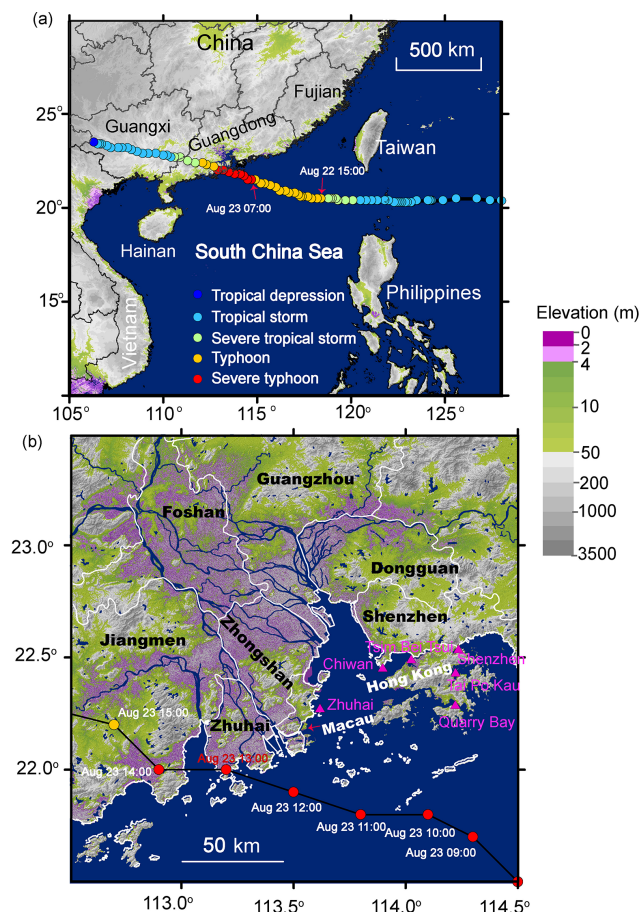 (a)
China
500 km
Fujian
25°
Guangxi
Guangdong
Taiwan
Aug 22 15:00
20°
Aug 23 07:00
Hainan
South China Sea
Tropical depression
Tropical storm
Severe tropical storm
Typhoon
Severe typhoon
Philippines
Vietnam
15°
105°
110°
115°
120°
125°
Elevation (m)
0
2
4
10
50
200
1000
3500
(b)
Guangzhou
Foshan
23.0°
Dongguan
Shenzhen
Jiangmen
Zhongshan
22.5°
Shenzhen
Chiwan
Hong Kong
Tai Po Kau
Zhuhai
Zhuhai
Macau
Quarry Bay
Aug 23 15:00
Aug 23 13:00
22.0°
Aug 23 14:00
Aug 23 12:00
Aug 23 11:00
Aug 23 10:00
Aug 23 09:00
50 km
113.0°
113.5°
114.0°
114.5°